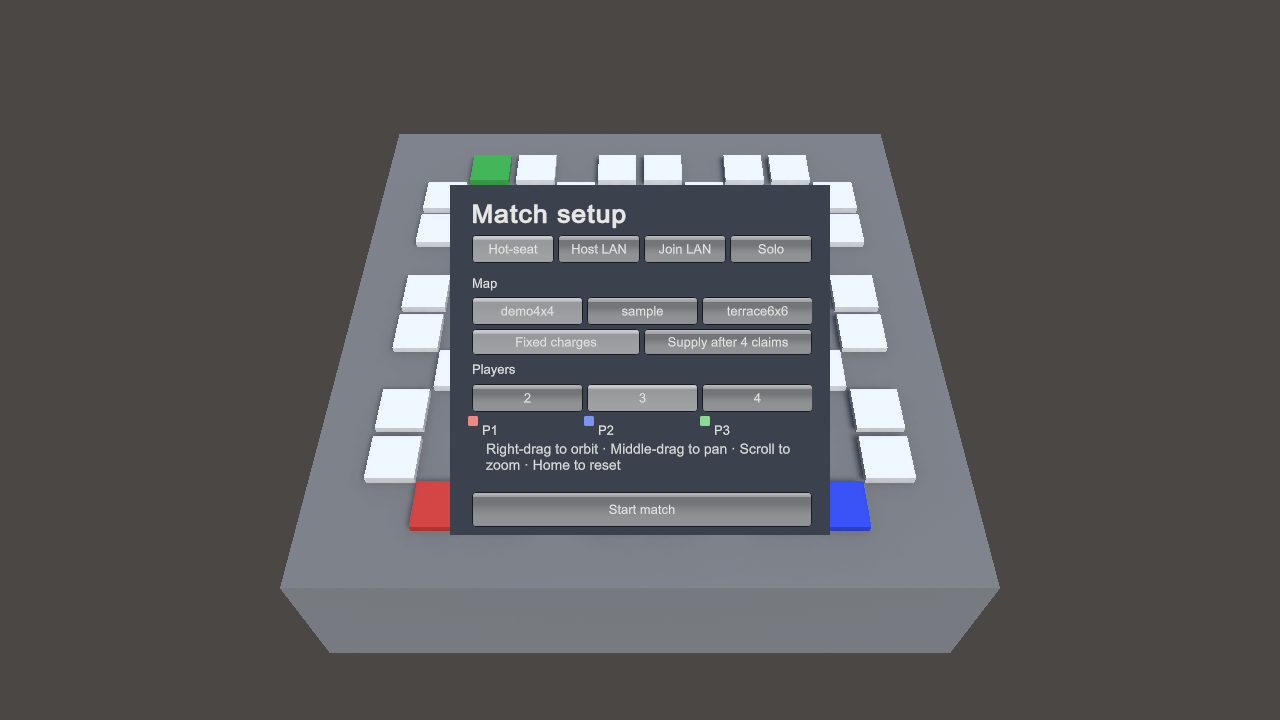 Match setup
Hot-seat Host LAN Join LAN Solo
Map
demo4x4 sample terrace6x6
Fixed charges Supply after 4 claims
Players
2 3 4
P1 P2 P3
Right-drag to orbit · Middle-drag to pan · Scroll to
zoom · Home to reset
Start match